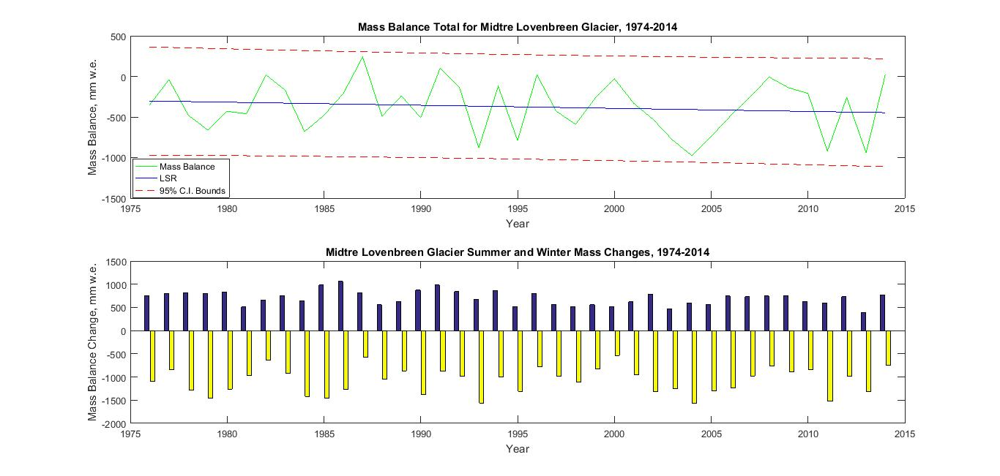 Mass Balance Total for Midtre Lovenbreen Glacier, 1974-2014
Mass Balance, mm w.e.
500
0
-500
-1000
-1500
Mass Balance
LSR
95% C.I. Bounds
1975 1980 1985 1990 1995 2000 2005 2010 2015
Year
Midtre Lovenbreen Glacier Summer and Winter Mass Changes, 1974-2014
Mass Balance Change, mm w.e.
1500
1000
500
0
-500
-1000
-1500
-2000
1975 1980 1985 1990 1995 2000 2005 2010 2015
Year